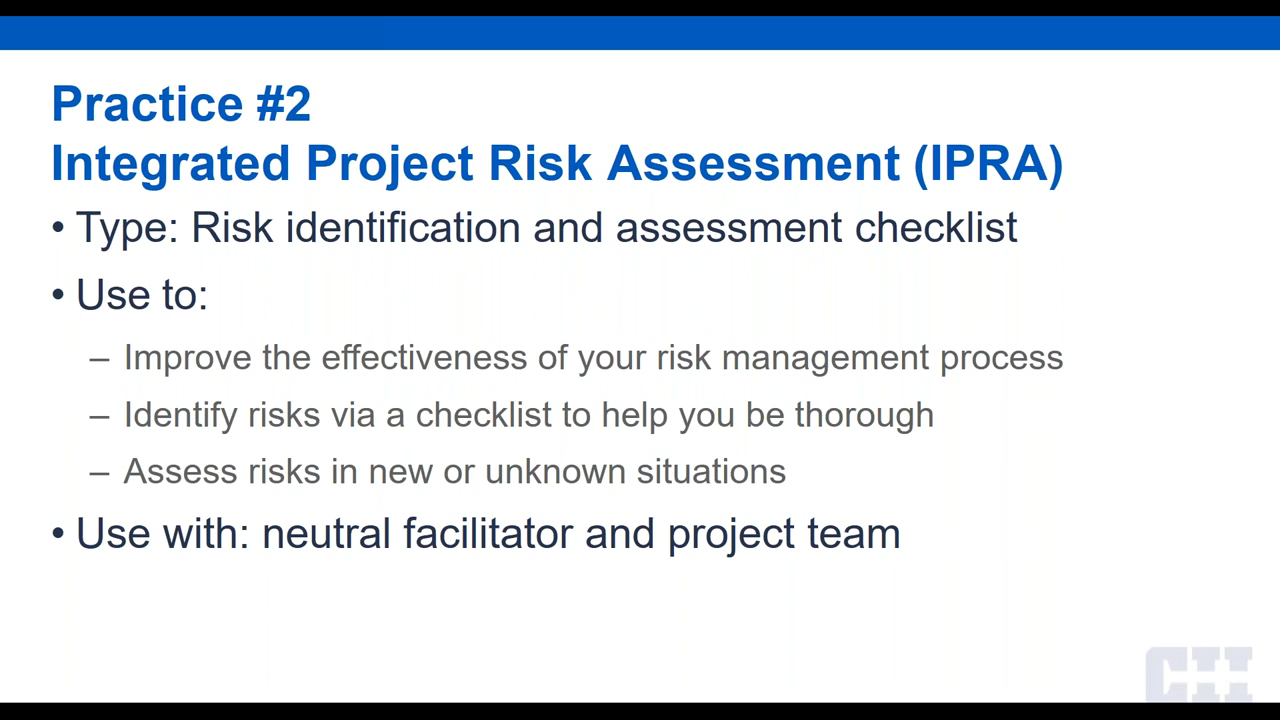 Practice #2
Integrated Project Risk Assessment (IPRA)
• Type: Risk identification and assessment checklist
• Use to:
– Improve the effectiveness of your risk management process
– Identify risks via a checklist to help you be thorough
– Assess risks in new or unknown situations
• Use with: neutral facilitator and project team
CII